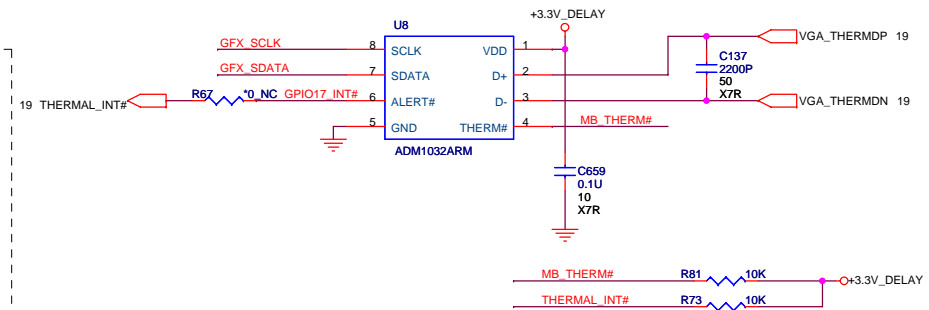 +3.3V_DELAY
U8
GFX_SCLK 8 SCLK VDD 1
VGA_THERMDP 19
GFX_SDATA 7 SDATA D+ 2
C137
2200P
50
X7R
19 THERMAL_INT# R67 *0_NC GPIO17_INT# 6 ALERT# D- 3
VGA_THERMDN 19
5 GND THERM# 4 MB_THERM#
ADM1032ARM
C659
0.1U
10
X7R
MB_THERM# R81 10K
+3.3V_DELAY
THERMAL_INT# R73 10K